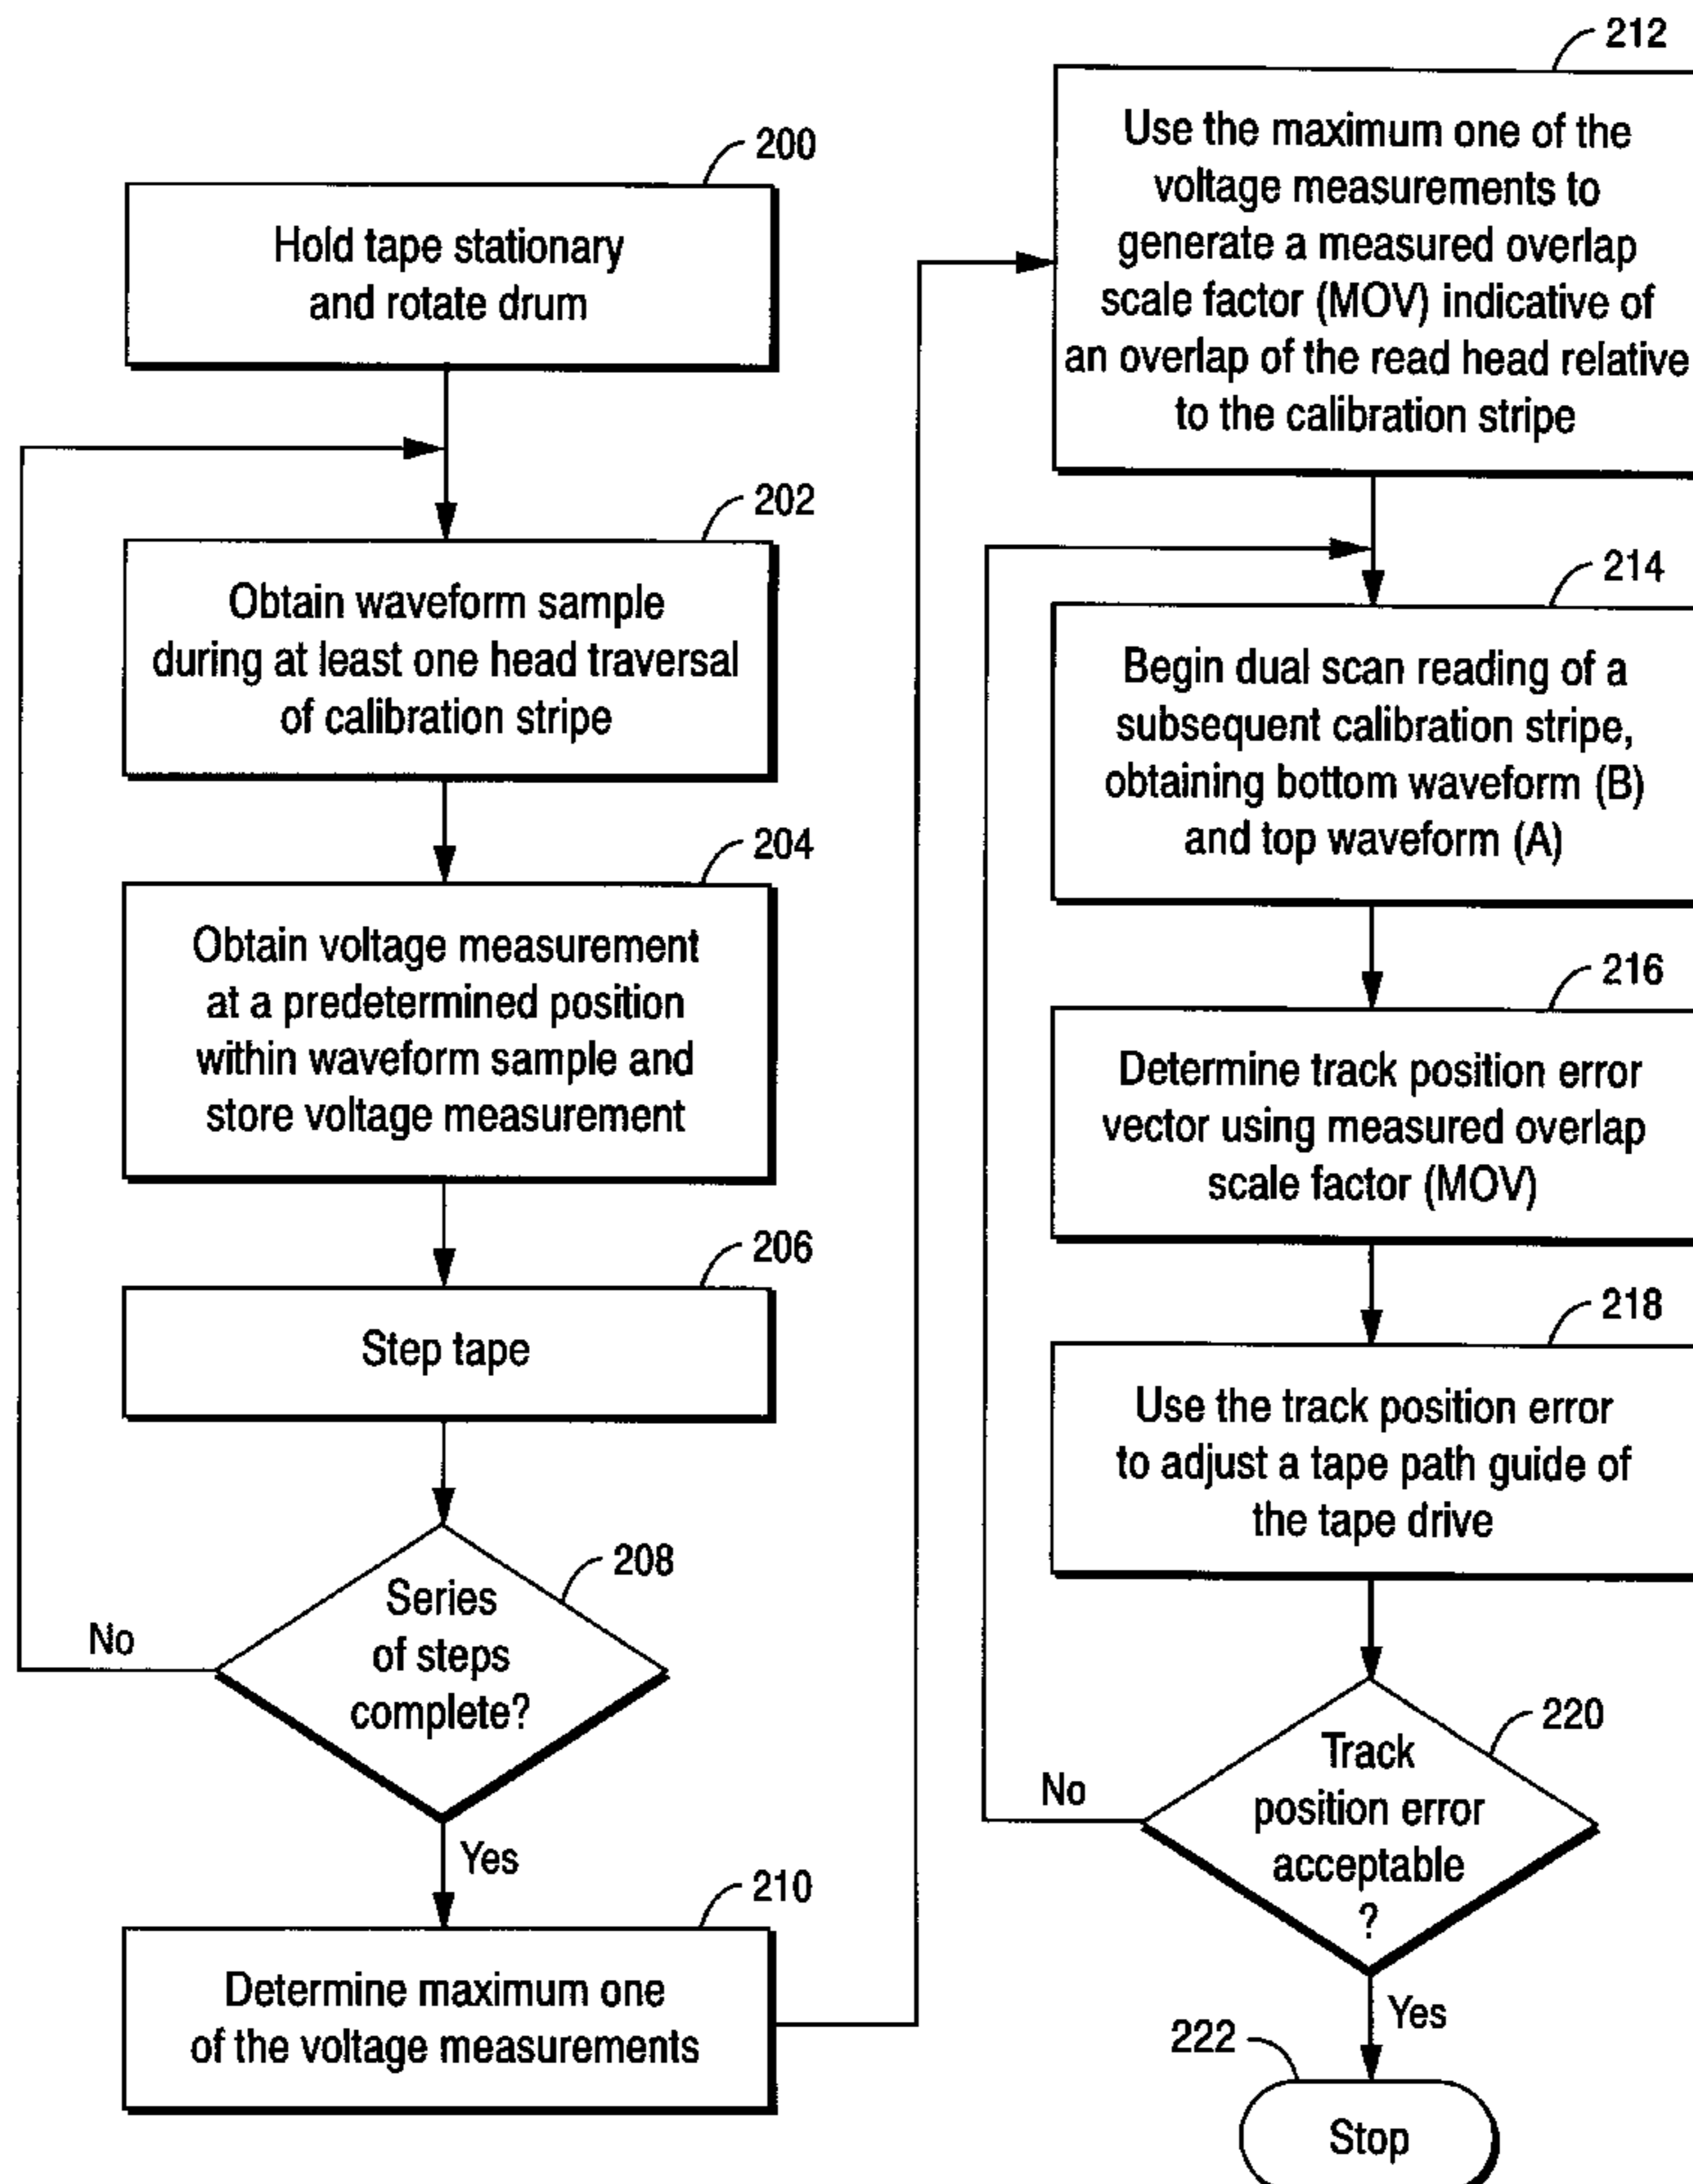 200
Hold tape stationary
and rotate drum
202
Obtain waveform sample
during at least one head traversal
of calibration stripe
204
Obtain voltage measurement
at a predetermined position
within waveform sample and
store voltage measurement
206
Step tape
208
Series
of steps
complete?
No
Yes
210
Determine maximum one
of the voltage measurements
212
Use the maximum one of the
voltage measurements to
generate a measured overlap
scale factor (MOV) indicative of
an overlap of the read head relative
to the calibration stripe
214
Begin dual scan reading of a
subsequent calibration stripe,
obtaining bottom waveform (B)
and top waveform (A)
216
Determine track position error
vector using measured overlap
scale factor (MOV)
218
Use the track position error
to adjust a tape path guide of
the tape drive
220
Track
position error
acceptable
?
No
Yes
222
Stop